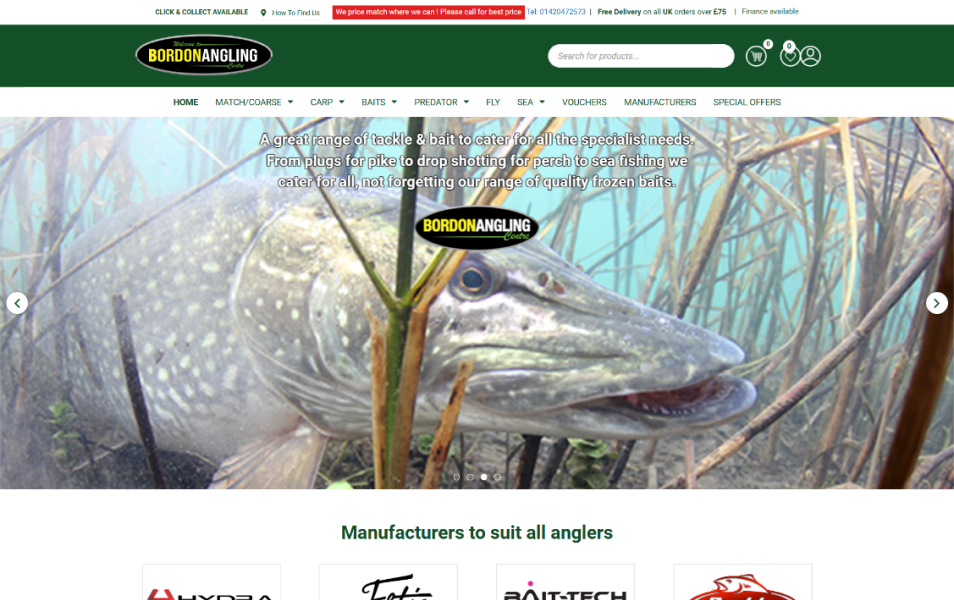 CLICK & COLLECT AVAILABLE How To Find Us We price match where we can ! Please call for best price Tel: 01420472573 | Free Delivery on all UK orders over £75 | Finance available
Welcome to
BORDONANGLING
Centre
Search for products...
0
0
HOME MATCH/COARSE CARP BAITS PREDATOR FLY SEA VOUCHERS MANUFACTURERS SPECIAL OFFERS
A great range of tackle & bait to cater for all the specialist needs.
From plugs for pike to drop shotting for perch to sea fishing we
cater for all, not forgetting our range of quality frozen baits.
BORDONANGLING
Centre
Manufacturers to suit all anglers
HYDRA
BAIT-TECH